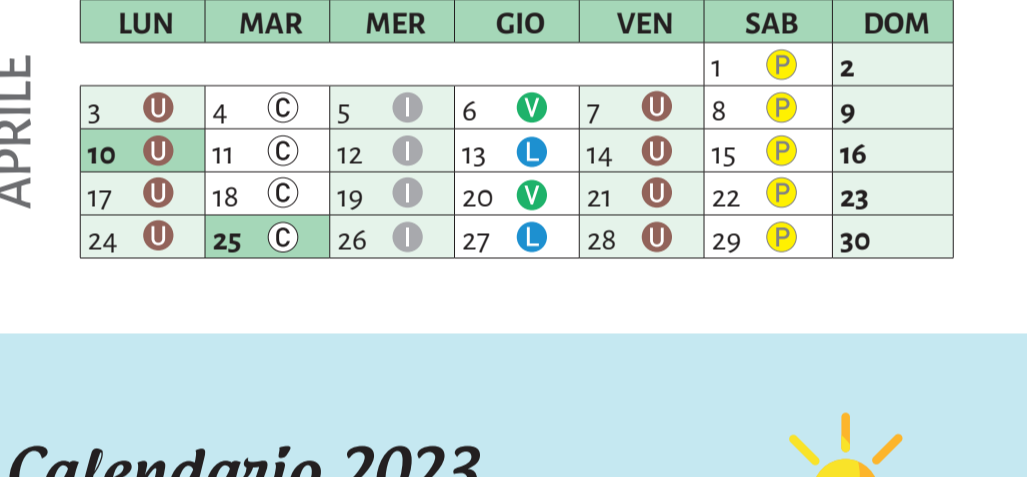 APRILE
LUN MAR MER GIO VEN SAB DOM
1 P 2
3 U 4 C 5 I 6 V 7 U 8 P 9
10 U 11 C 12 I 13 L 14 U 15 P 16
17 U 18 C 19 I 20 V 21 U 22 P 23
24 U 25 C 26 I 27 L 28 U 29 P 30
Calendario 2023